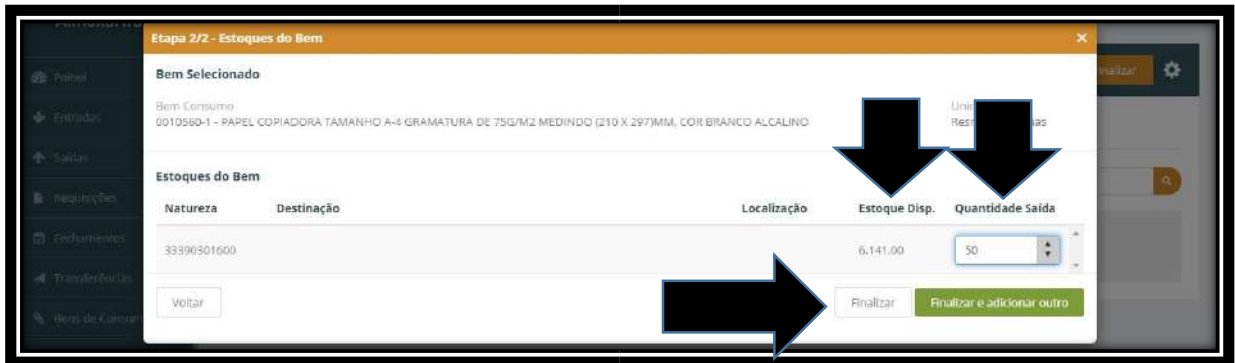 Etapa 2/2 - Estoques do Bem ×
Painel
Bem Selecionado
Finalizar
Entradas
Bem Consumo
0010560-1 - PAPEL COPIADORA TAMANHO A-4 GRAMATURA DE 75G/M2 MEDINDO (210 X 297)MM, COR BRANCO ALCALINO
Saídas
Estoques do Bem
Requisições
Natureza Destinação Localização Estoque Disp. Quantidade Saída
Fechamentos
33390301600 6.141,00 50
Transferências
Voltar Finalizar Finalizar e adicionar outro
Bens de Consum